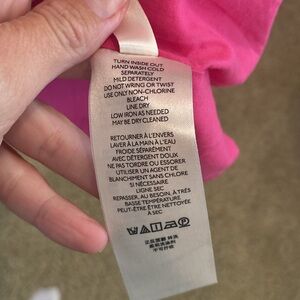 TURN INSIDE OUT
HAND WASH COLD
SEPARATELY
MILD DETERGENT
DO NOT WRING OR TWIST
USE ONLY NON-CHLORINE
BLEACH
LINE DRY
LOW IRON AS NEEDED
MAY BE DRY CLEANED
RETOURNER À L'ENVERS
LAVER À LA MAIN À L'EAU
FROIDE SÉPARÉMENT
AVEC DÉTERGENT DOUX
NE PAS TORDRE OU ESSORER
UTILISER UN AGENT DE
BLANCHIMENT SANS CHLORE
SI NÉCESSAIRE
LIGNE SEC
REPASSER, AU BESOIN, À TRÈS
BASSE TEMPÉRATURE
PEUT-ÊTRE ÊTRE NETTOYÉE
À SEC